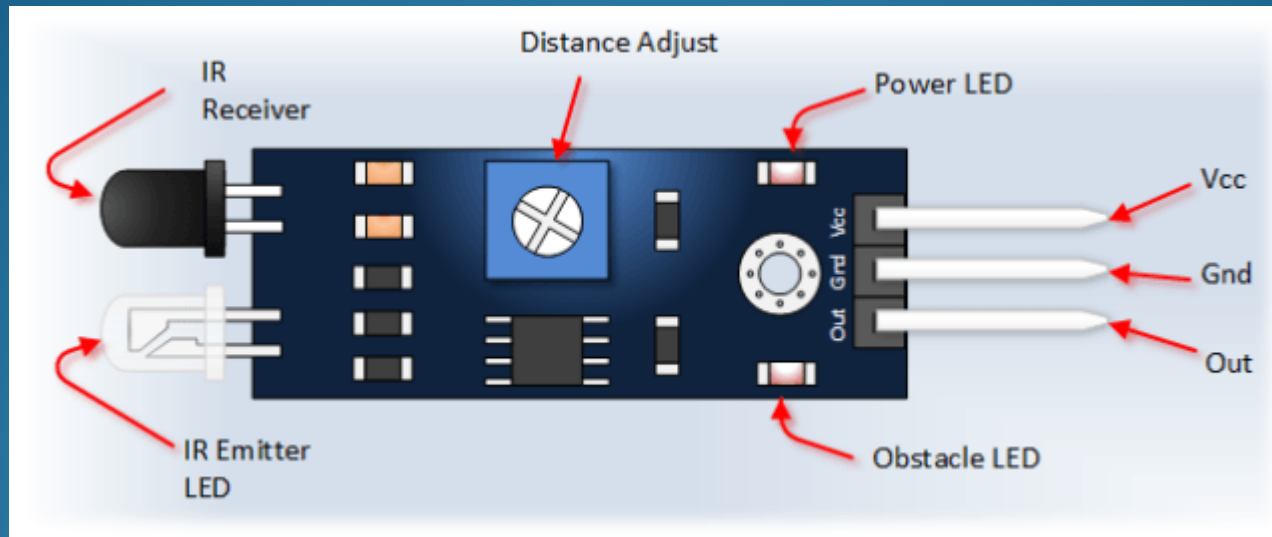 Distance Adjust
IR
Receiver
Power LED
Vcc
Vcc
Gnd
Gnd
Out
Out
IR Emitter
LED
Obstacle LED